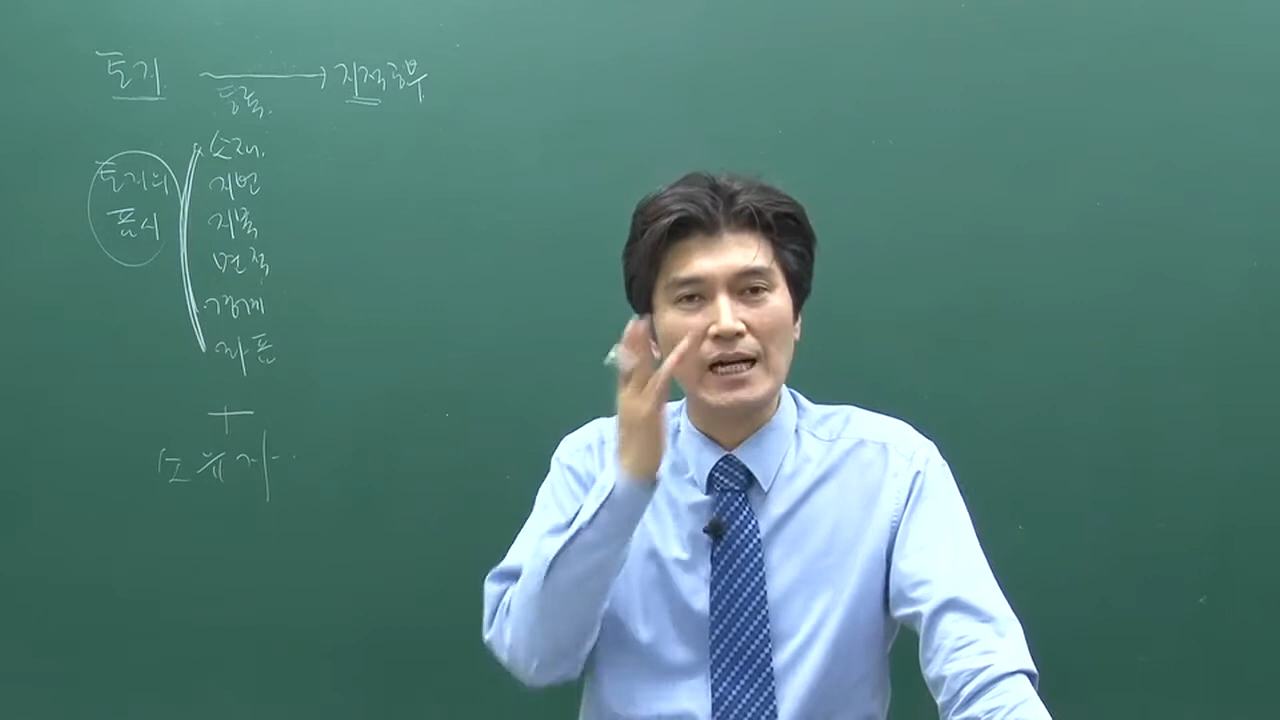 토지 → 지적공부
등록
소재.
토지의
표시
지번
지목
면적
경계
좌표
+
소유자